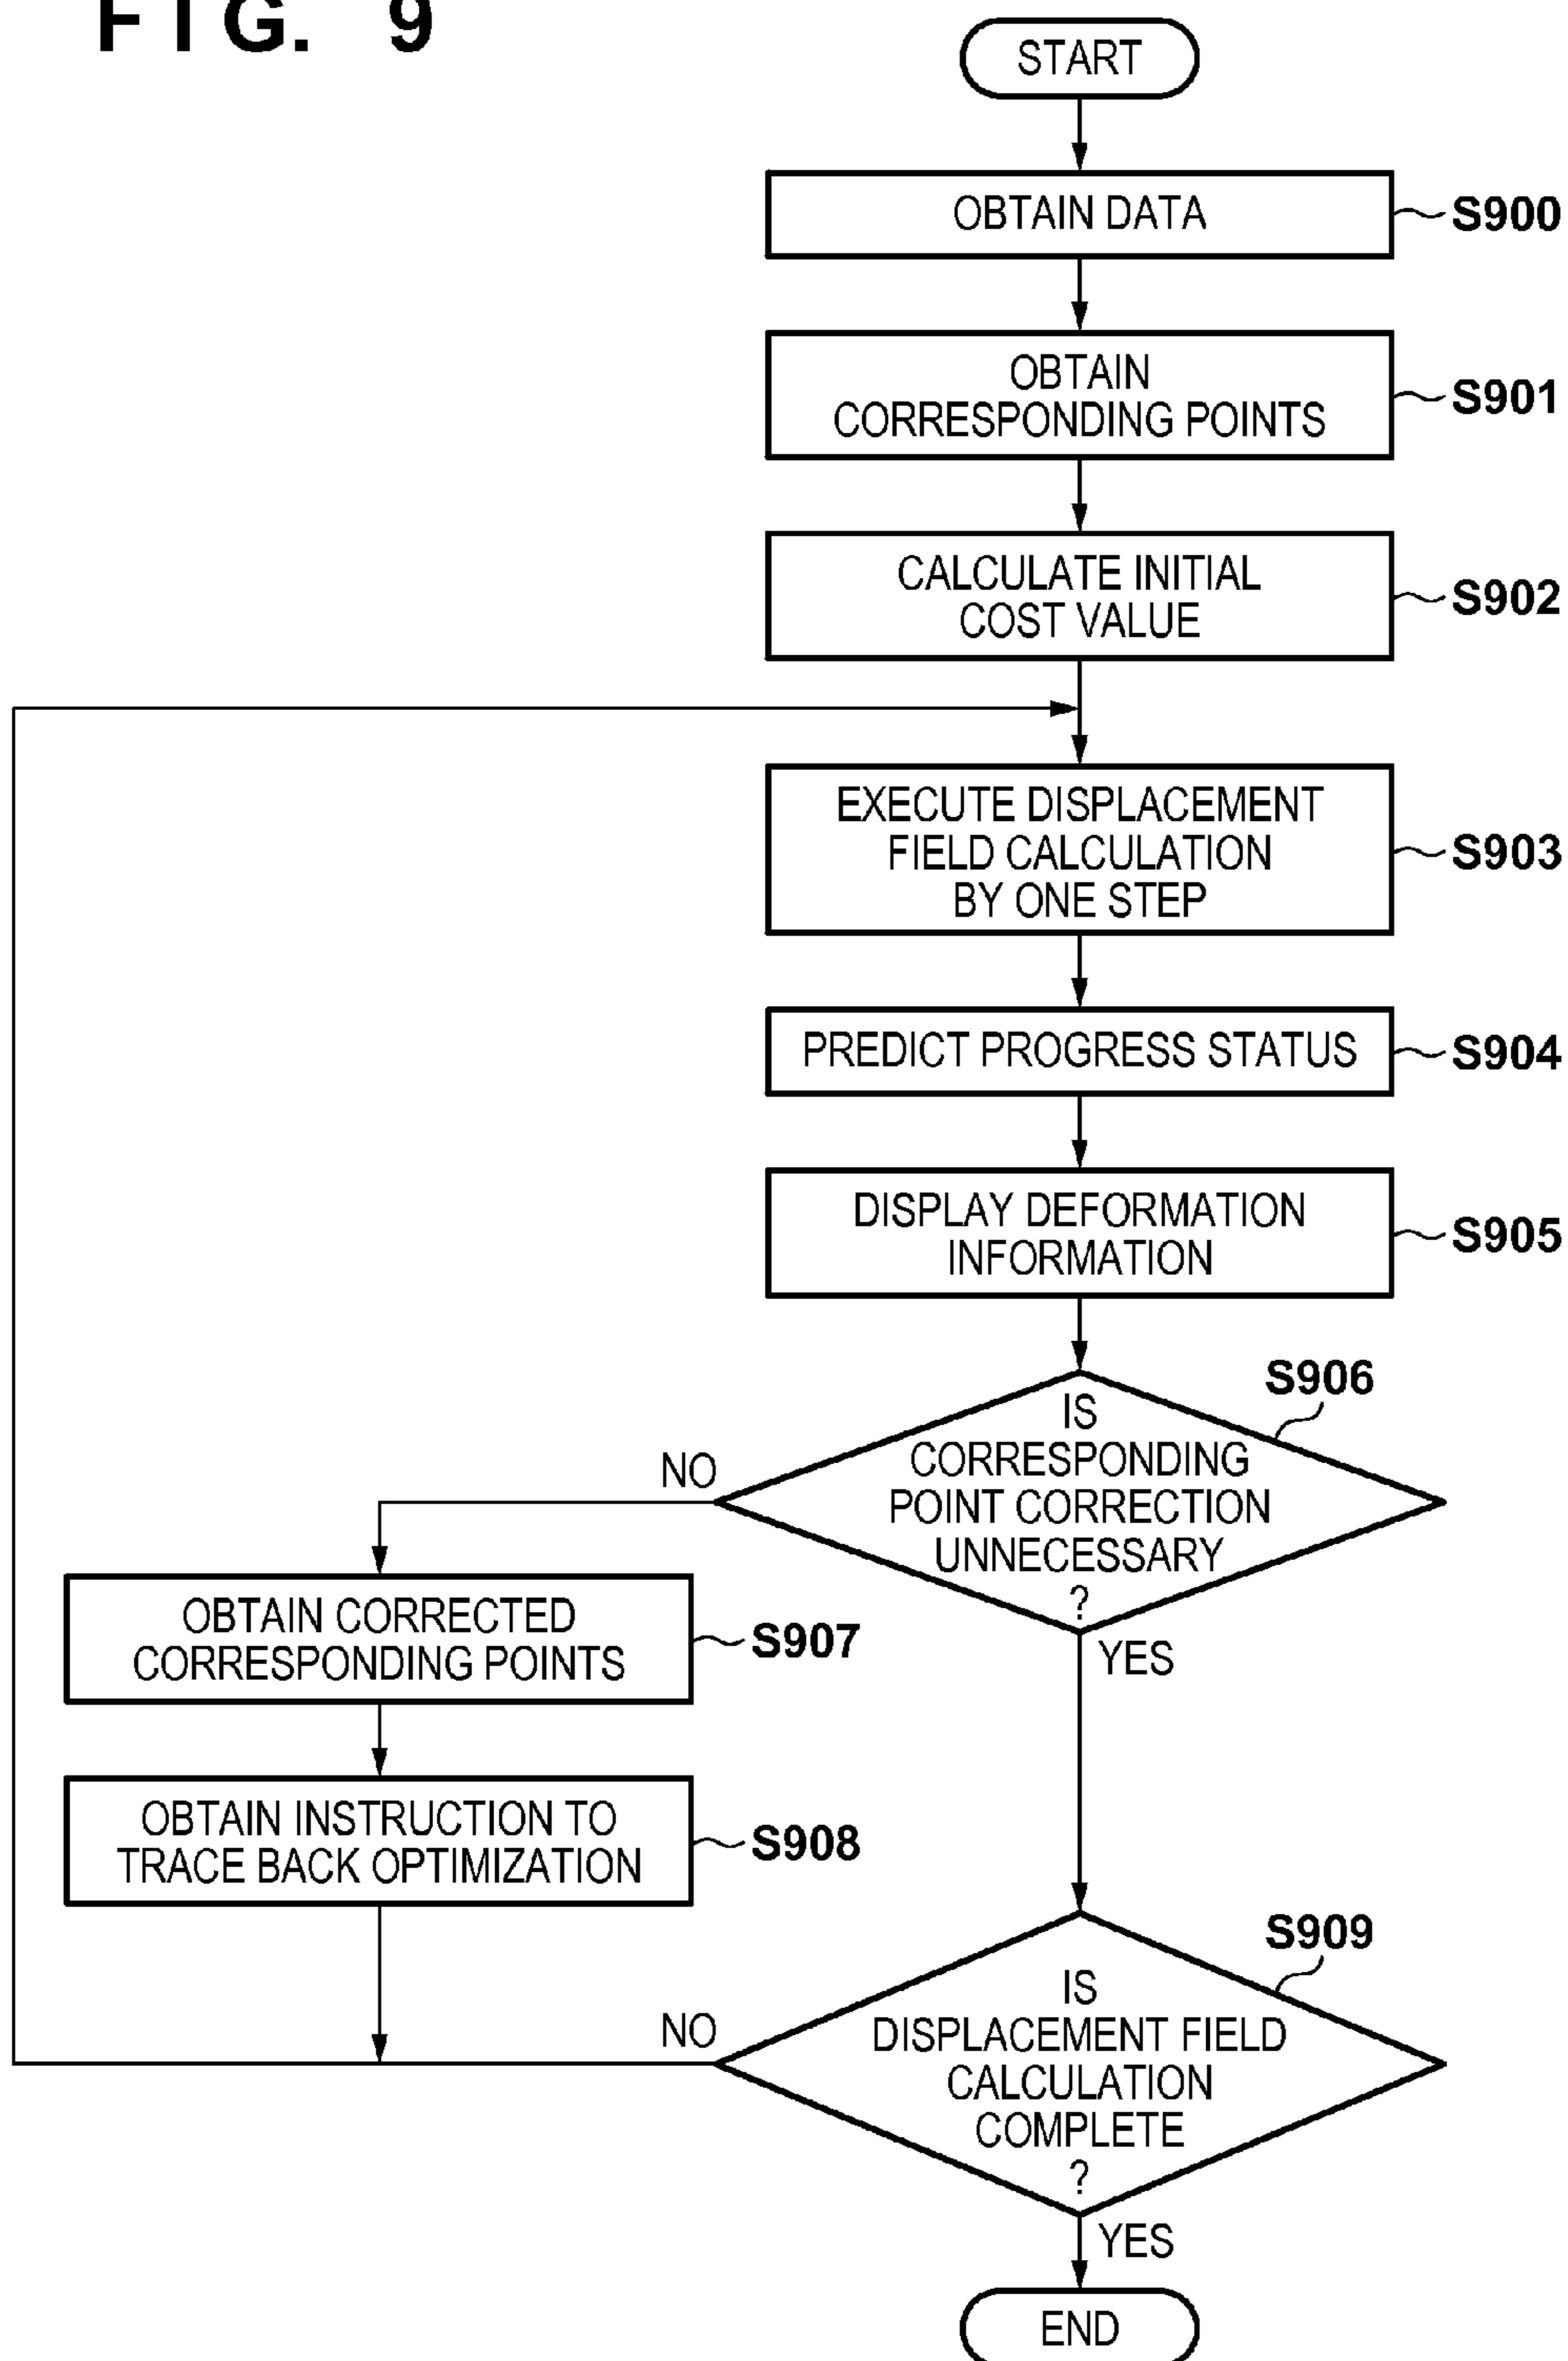 FIG. 9
START
OBTAIN DATA
S900
OBTAIN
CORRESPONDING POINTS
S901
CALCULATE INITIAL
COST VALUE
S902
EXECUTE DISPLACEMENT
FIELD CALCULATION
BY ONE STEP
S903
PREDICT PROGRESS STATUS
S904
DISPLAY DEFORMATION
INFORMATION
S905
S906
IS
CORRESPONDING
POINT CORRECTION
UNNECESSARY
?
NO
YES
OBTAIN CORRECTED
CORRESPONDING POINTS
S907
OBTAIN INSTRUCTION TO
TRACE BACK OPTIMIZATION
S908
S909
IS
DISPLACEMENT FIELD
CALCULATION
COMPLETE
?
NO
YES
END